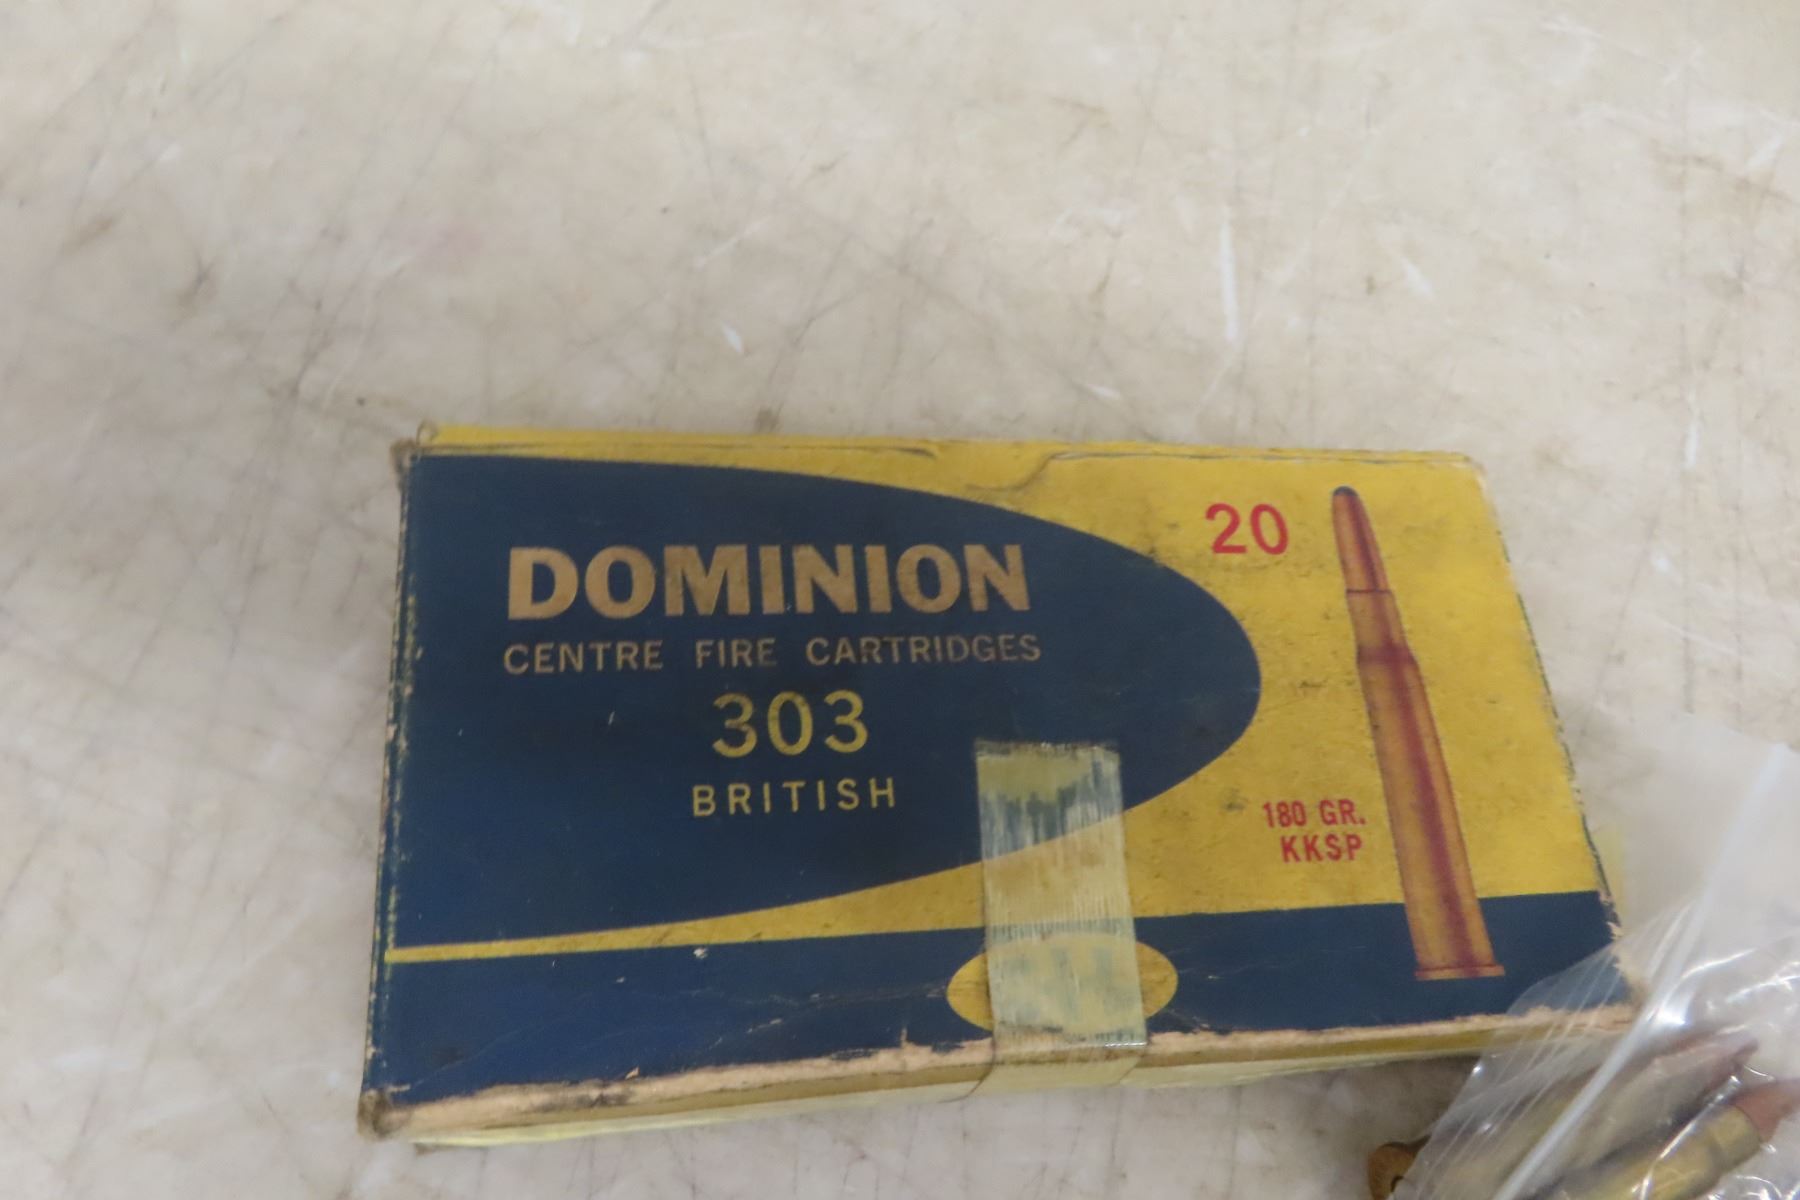 DOMINION
CENTRE FIRE CARTRIDGES
303
BRITISH
20
180 GR.
KKSP